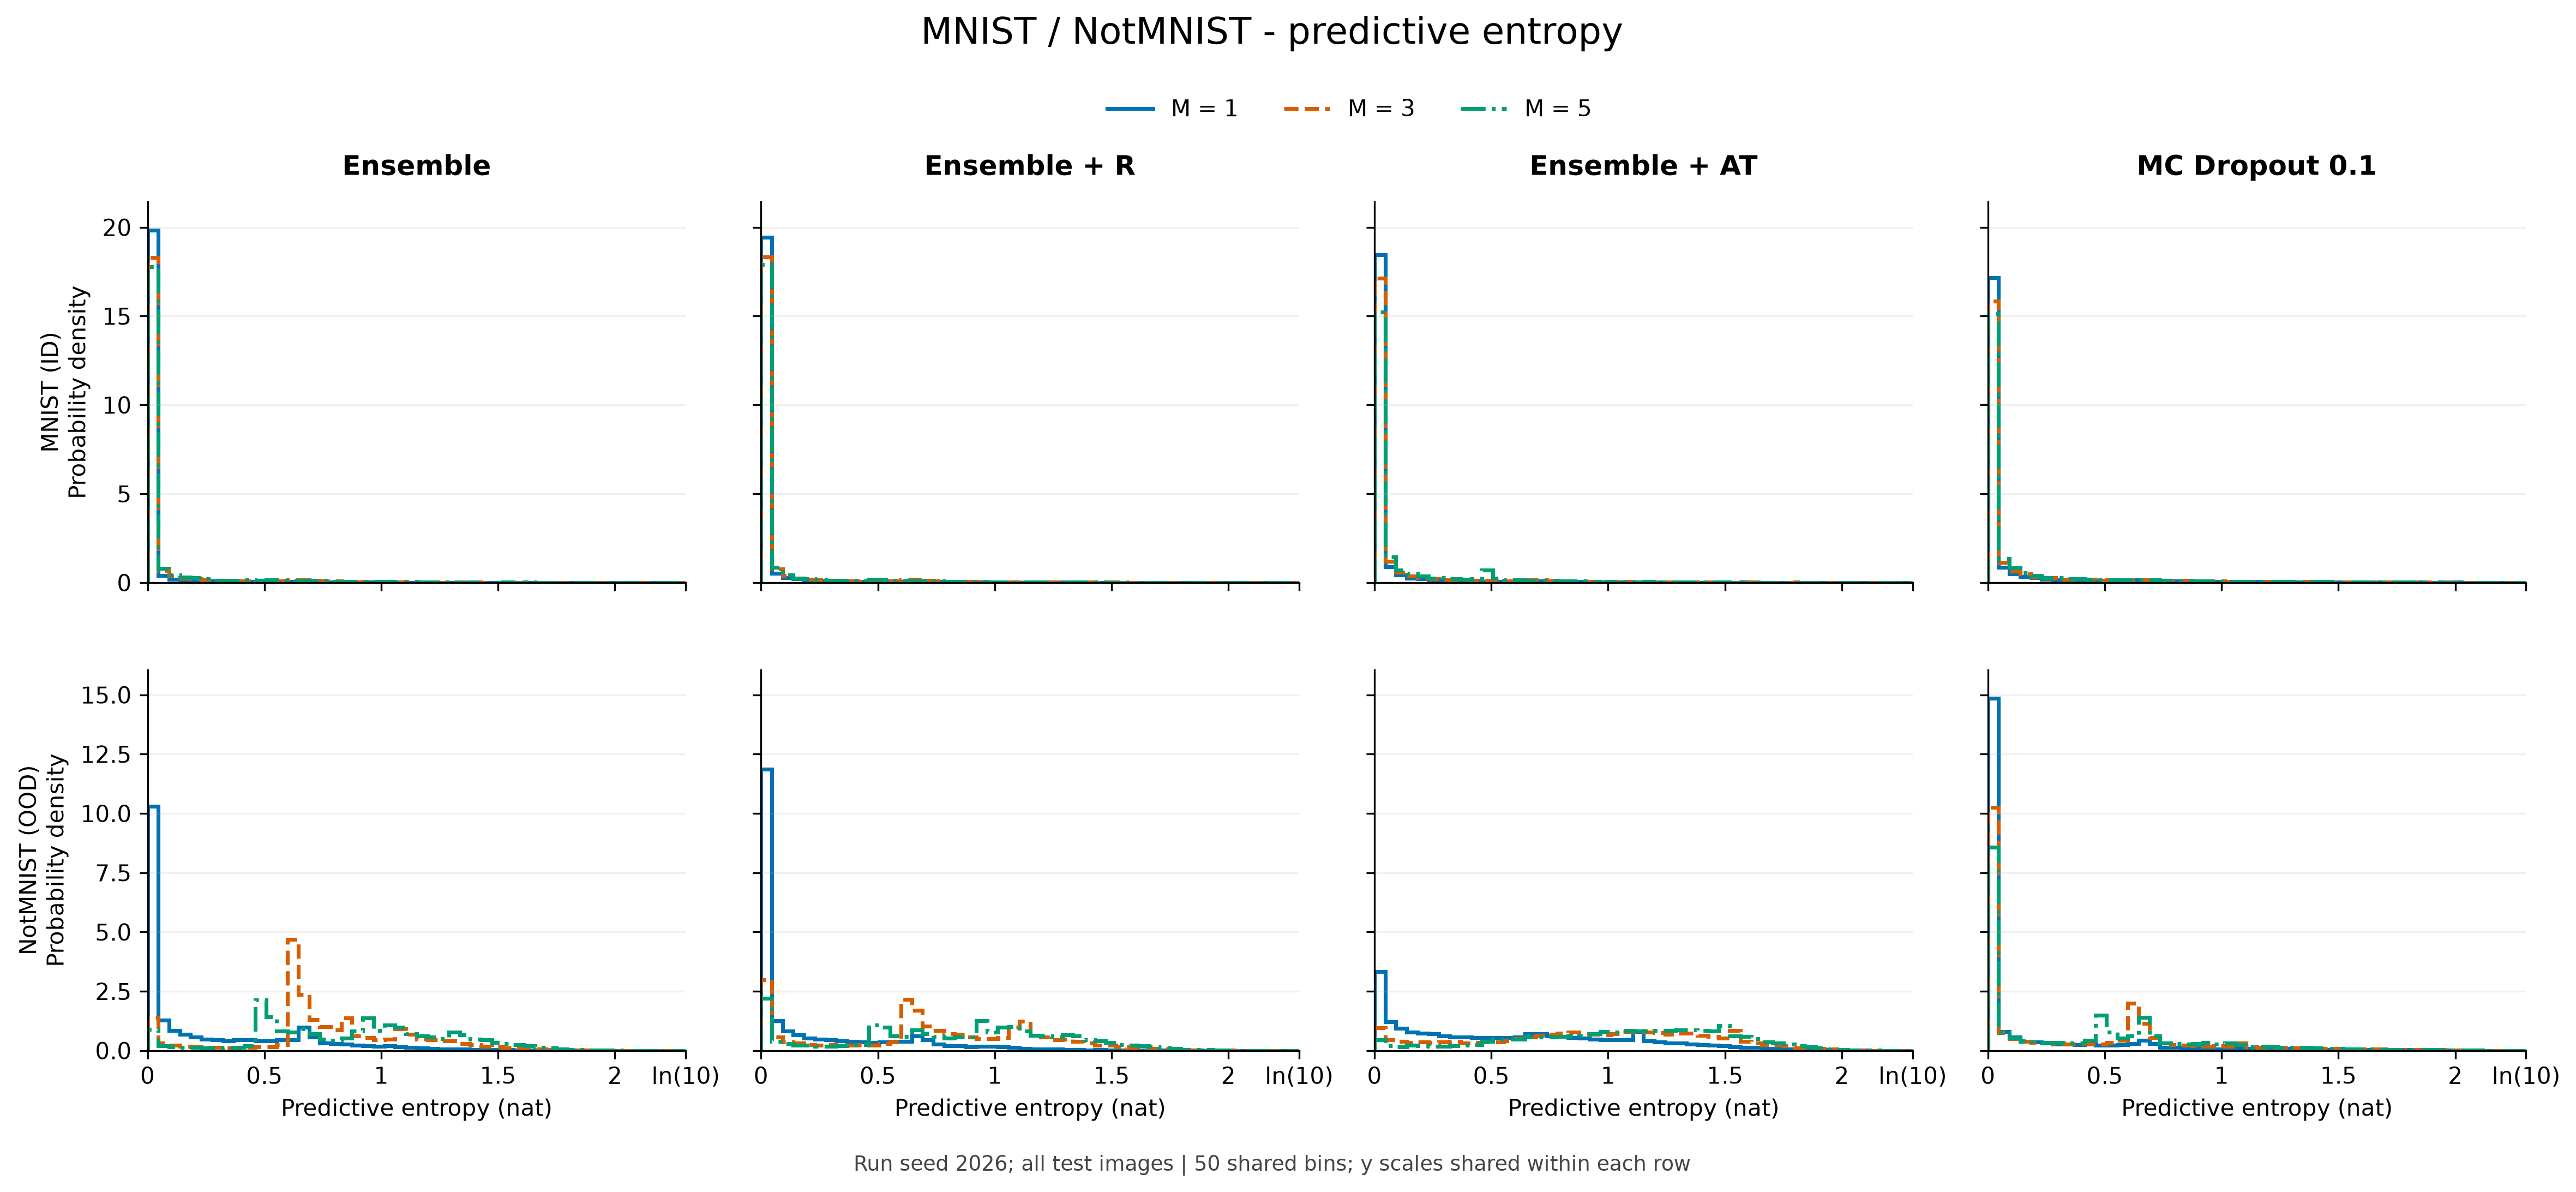 MNIST / NotMNIST - predictive entropy
M = 1 M = 3 M = 5
Ensemble Ensemble + R Ensemble + AT MC Dropout 0.1
MNIST (ID)
Probability density
20
15
10
5
0
NotMNIST (OOD)
Probability density
15.0
12.5
10.0
7.5
5.0
2.5
0.0
0 0.5 1 1.5 2 ln(10)
0 0.5 1 1.5 2 ln(10)
0 0.5 1 1.5 2 ln(10)
0 0.5 1 1.5 2 ln(10)
Predictive entropy (nat) Predictive entropy (nat) Predictive entropy (nat) Predictive entropy (nat)
Run seed 2026; all test images | 50 shared bins; y scales shared within each row